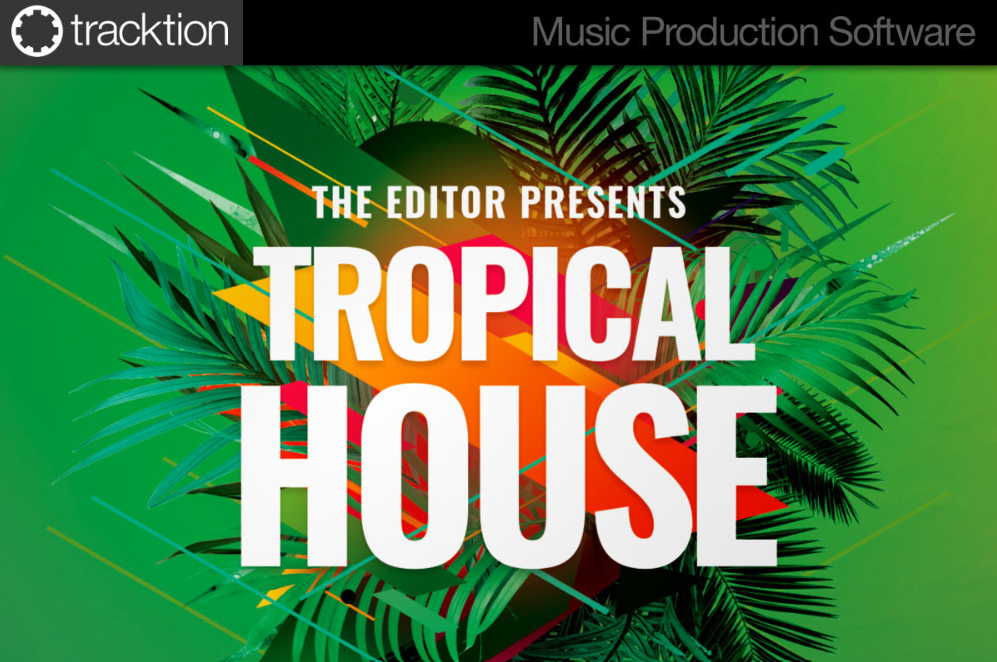 tracktion
Music Production Software
THE EDITOR PRESENTS
TROPICAL
HOUSE